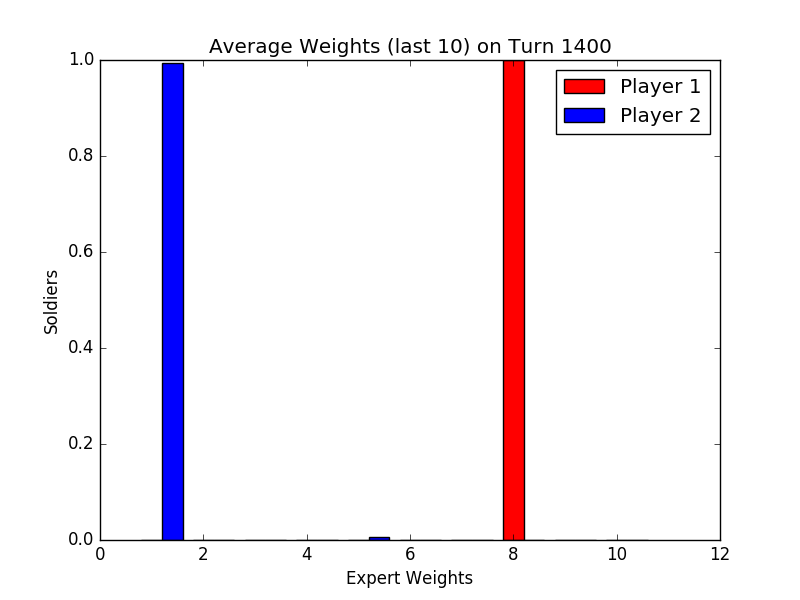 Average Weights (last 10) on Turn 1400
1.0
0.8
0.6
0.4
0.2
0.0
Soldiers
Player 1
Player 2
0 2 4 6 8 10 12
Expert Weights